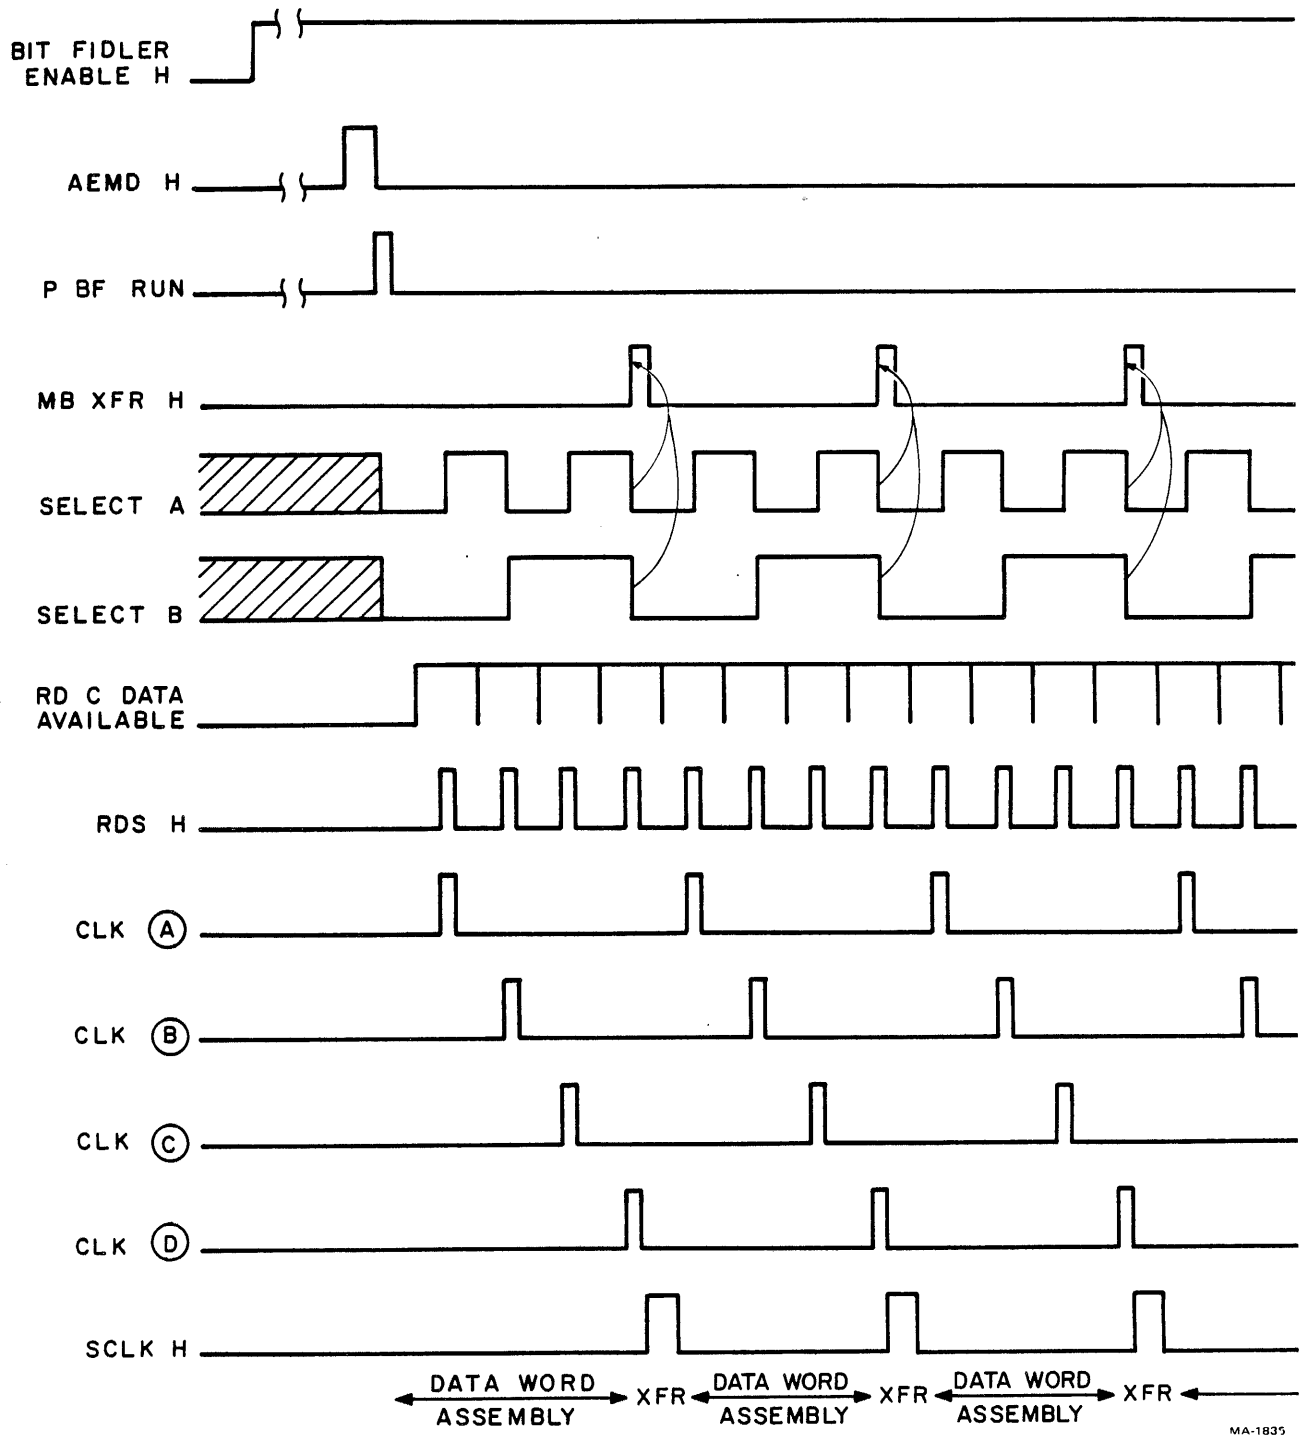 BIT FIDLER
ENABLE H
AEMD H
P BF RUN
MB XFR H
SELECT A
SELECT B
RD C DATA
AVAILABLE
RDS H
CLK A
CLK B
CLK C
CLK D
SCLK H
DATA WORD
ASSEMBLY
XFR
DATA WORD
ASSEMBLY
XFR
DATA WORD
ASSEMBLY
XFR
MA-1835